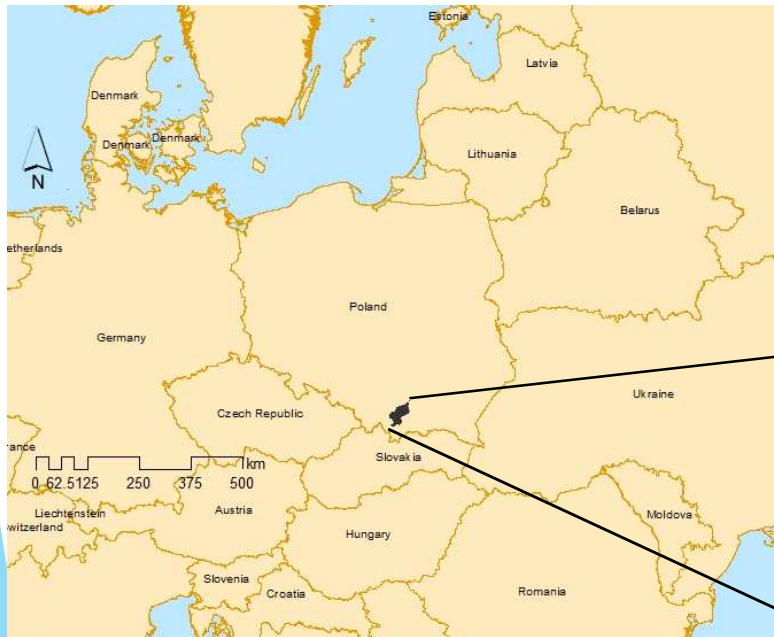 Estonia
Latvia
Denmark
Denmark
Denmark
Lithuania
N
Belarus
etherlands
Poland
Germany
Ukraine
Czech Republic
rance
km
0 62.5125 250 375 500
Slovakia
Liechtenstein
Austria
Switzerland
Moldova
Hungary
Slovenia
Croatia
Romania